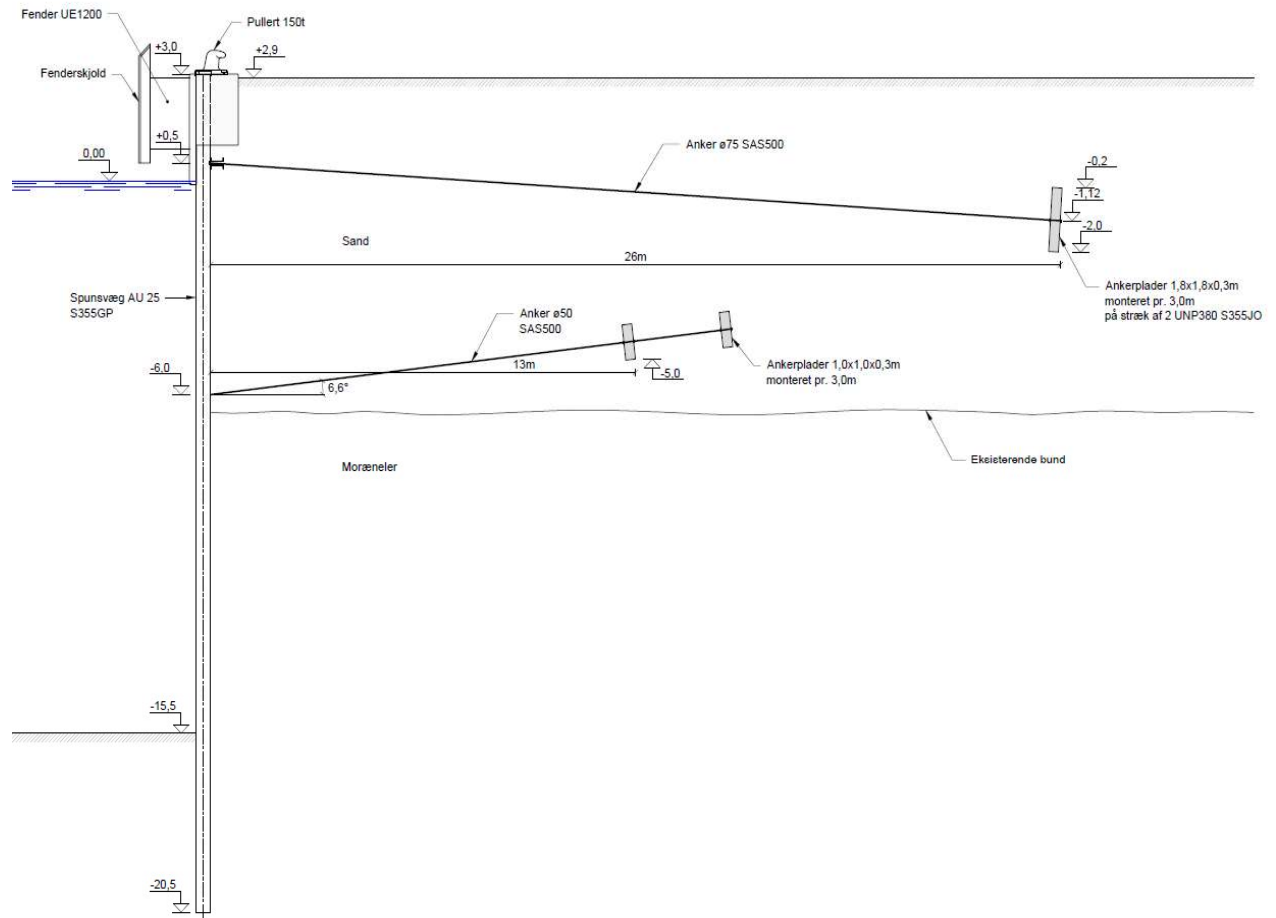 Fender UE1200
Pullert 150t
+3,0
+2,9
Fenderskjold
+0,5
0,00
Anker ø75 SAS500
-0,2
-1,12
-2,0
Sand
26m
Spunsvæg AU 25
S355GP
Ankerplader 1,8x1,8x0,3m
monteret pr. 3,0m
på stræk af 2 UNP380 S355JO
Anker ø50
SAS500
-6,0
13m
-5,0
Ankerplader 1,0x1,0x0,3m
monteret pr. 3,0m
6,6°
Eksisterende bund
Moræneler
-15,5
-20,5